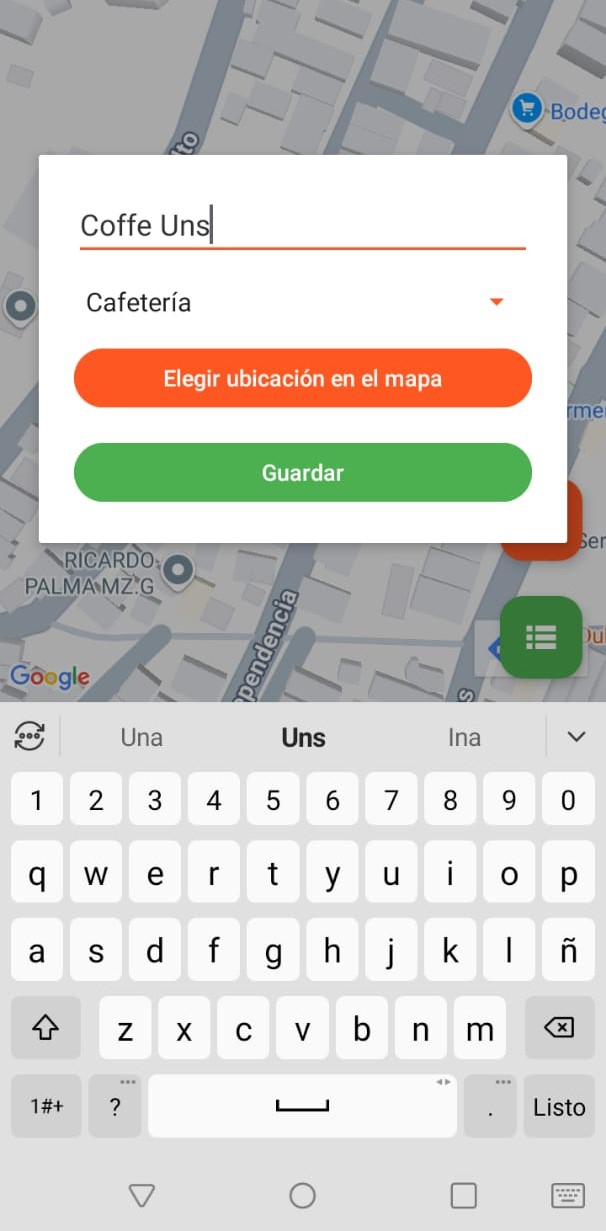 to
Bodeg
Coffe Uns
Cafetería
Elegir ubicación en el mapa
rme
Guardar
Ser
RICARDO
PALMA MZ.G
pendencia
Dul
Google
s
Una Uns Ina
1 2 3 4 5 6 7 8 9 0
q w e r t y u i o p
a s d f g h j k l ñ
z x c v b n m
1#+ ? . Listo